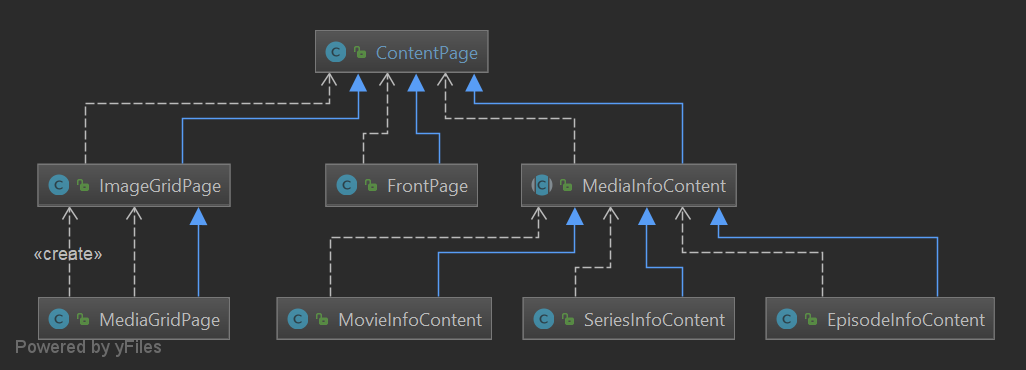 ContentPage
ImageGridPage
FrontPage
MediaInfoContent
«create»
MediaGridPage
MovieInfoContent
SeriesInfoContent
EpisodeInfoContent
Powered by yFiles